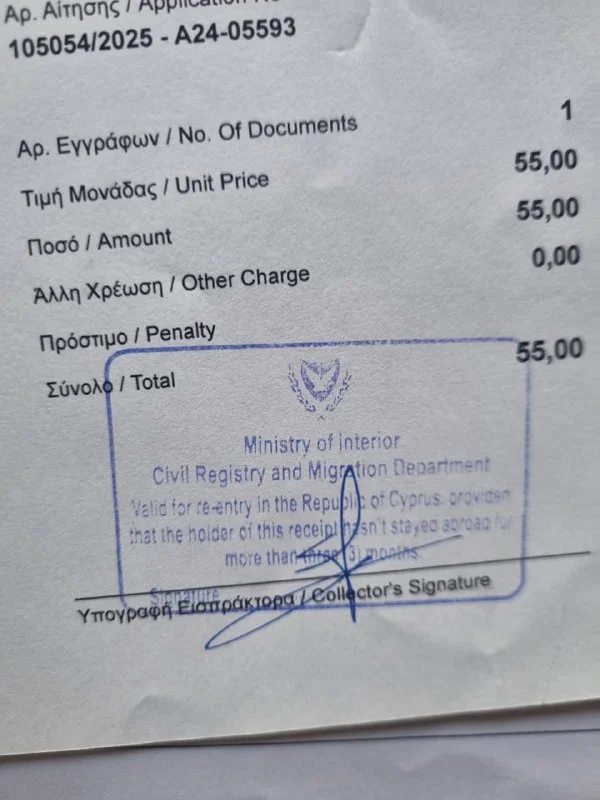 Αρ. Αίτησης / Application
105054/2025 - A24-05593
Αρ. Εγγράφων / No. Of Documents 1
Τιμή Μονάδας / Unit Price 55,00
Ποσό / Amount 55,00
Άλλη Χρέωση / Other Charge 0,00
Πρόστιμο / Penalty
Σύνολο / Total 55,00
Ministry of Interior
Civil Registry and Migration Department
Valid for re-entry in the Republic of Cyprus, provided
that the holder of this receipt hasn't stayed abroad for
more than three (3) months.
Signature
Υπογραφή Εισπράκτορα / Collector's Signature